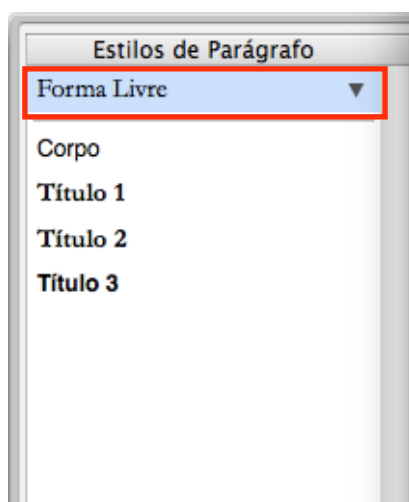 Estilos de Parágrafo
Forma Livre
Corpo
Título 1
Título 2
Título 3